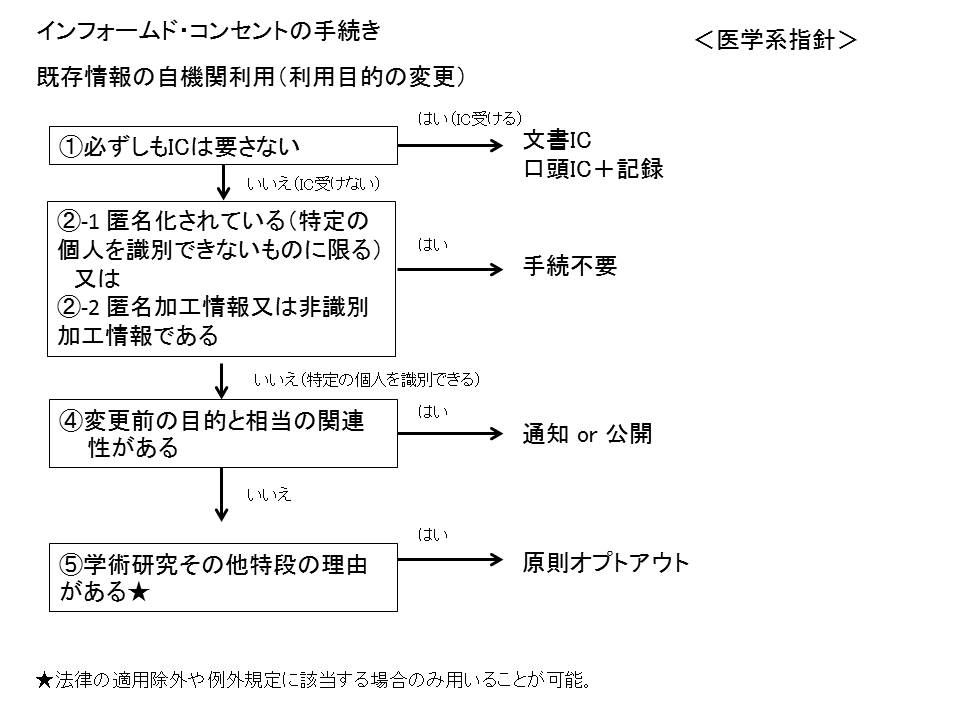 インフォームド・コンセントの手続き
＜医学系指針＞
既存情報の自機関利用（利用目的の変更）
はい（IC受ける）
①必ずしもICは要さない
文書IC
口頭IC＋記録
いいえ（IC受けない）
②-1 匿名化されている（特定の
個人を識別できないものに限る）
又は
②-2 匿名加工情報又は非識別
加工情報である
はい
手続不要
いいえ（特定の個人を識別できる）
④変更前の目的と相当の関連
性がある
はい
通知 or 公開
いいえ
⑤学術研究その他特段の理由
がある★
はい
原則オプトアウト
★法律の適用除外や例外規定に該当する場合のみ用いることが可能。